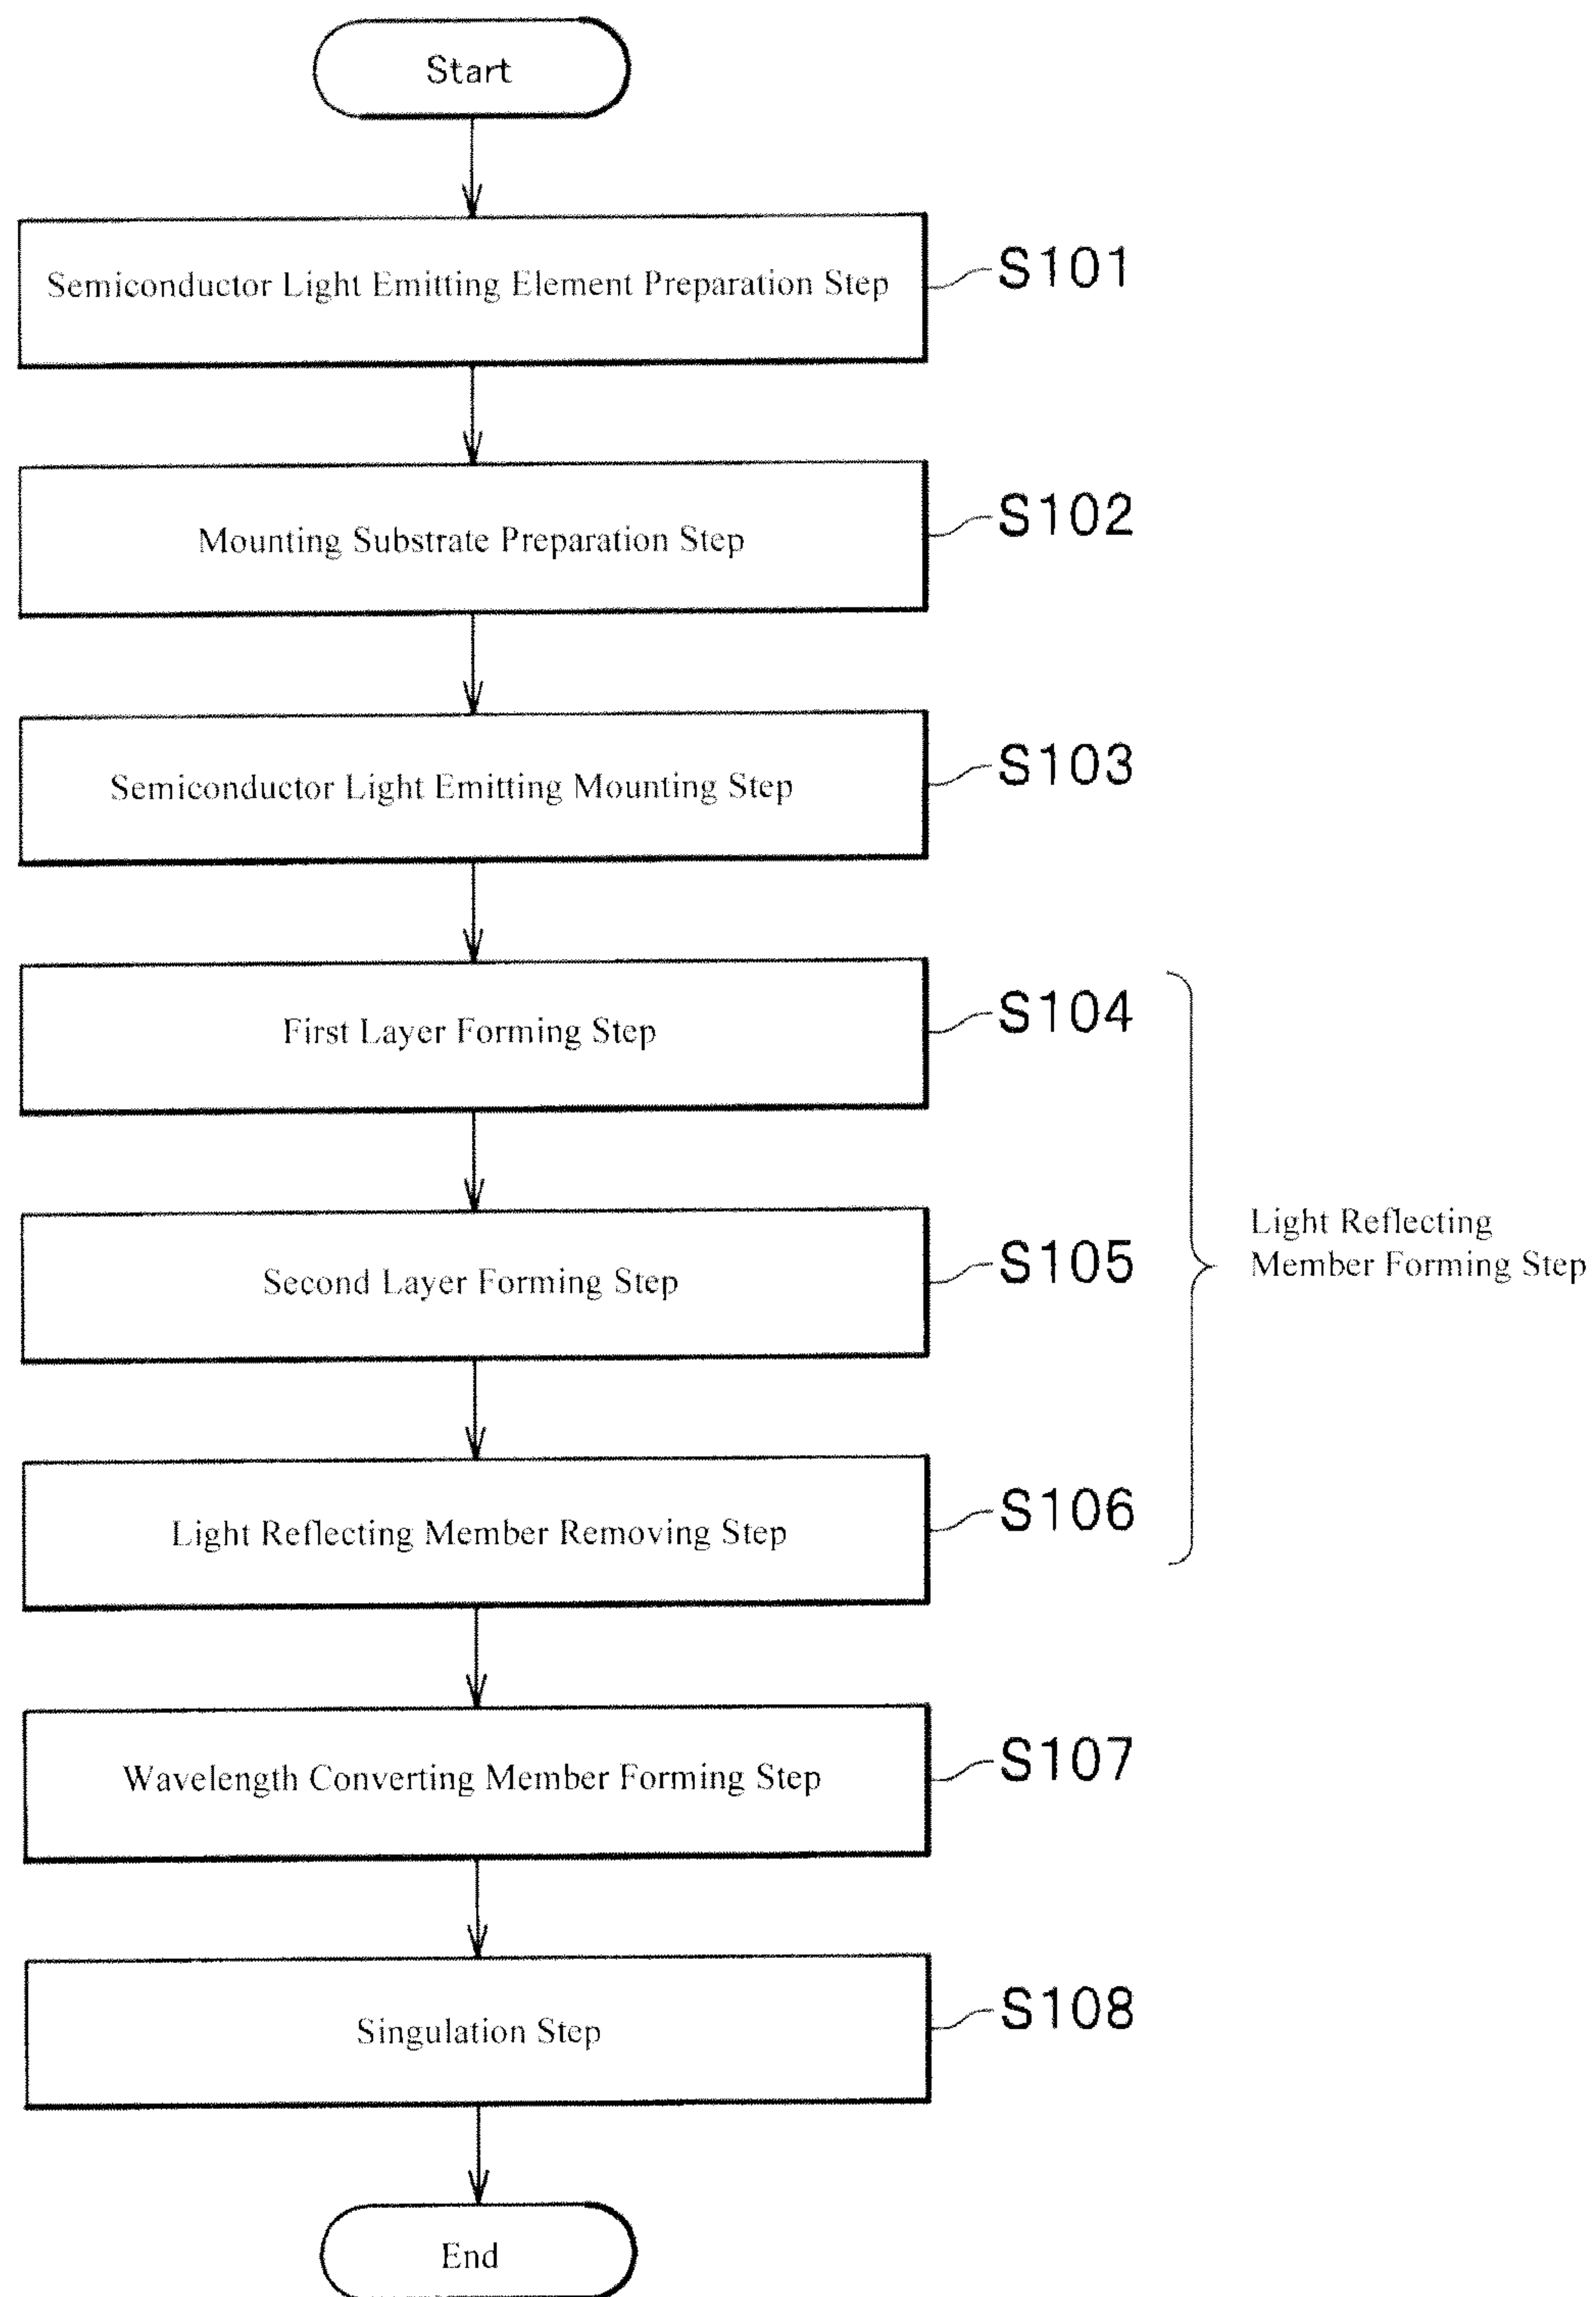 Start
Semiconductor Light Emitting Element Preparation Step
S101
Mounting Substrate Preparation Step
S102
Semiconductor Light Emitting Mounting Step
S103
First Layer Forming Step
S104
Second Layer Forming Step
S105
Light Reflecting
Member Forming Step
Light Reflecting Member Removing Step
S106
Wavelength Converting Member Forming Step
S107
Singulation Step
S108
End